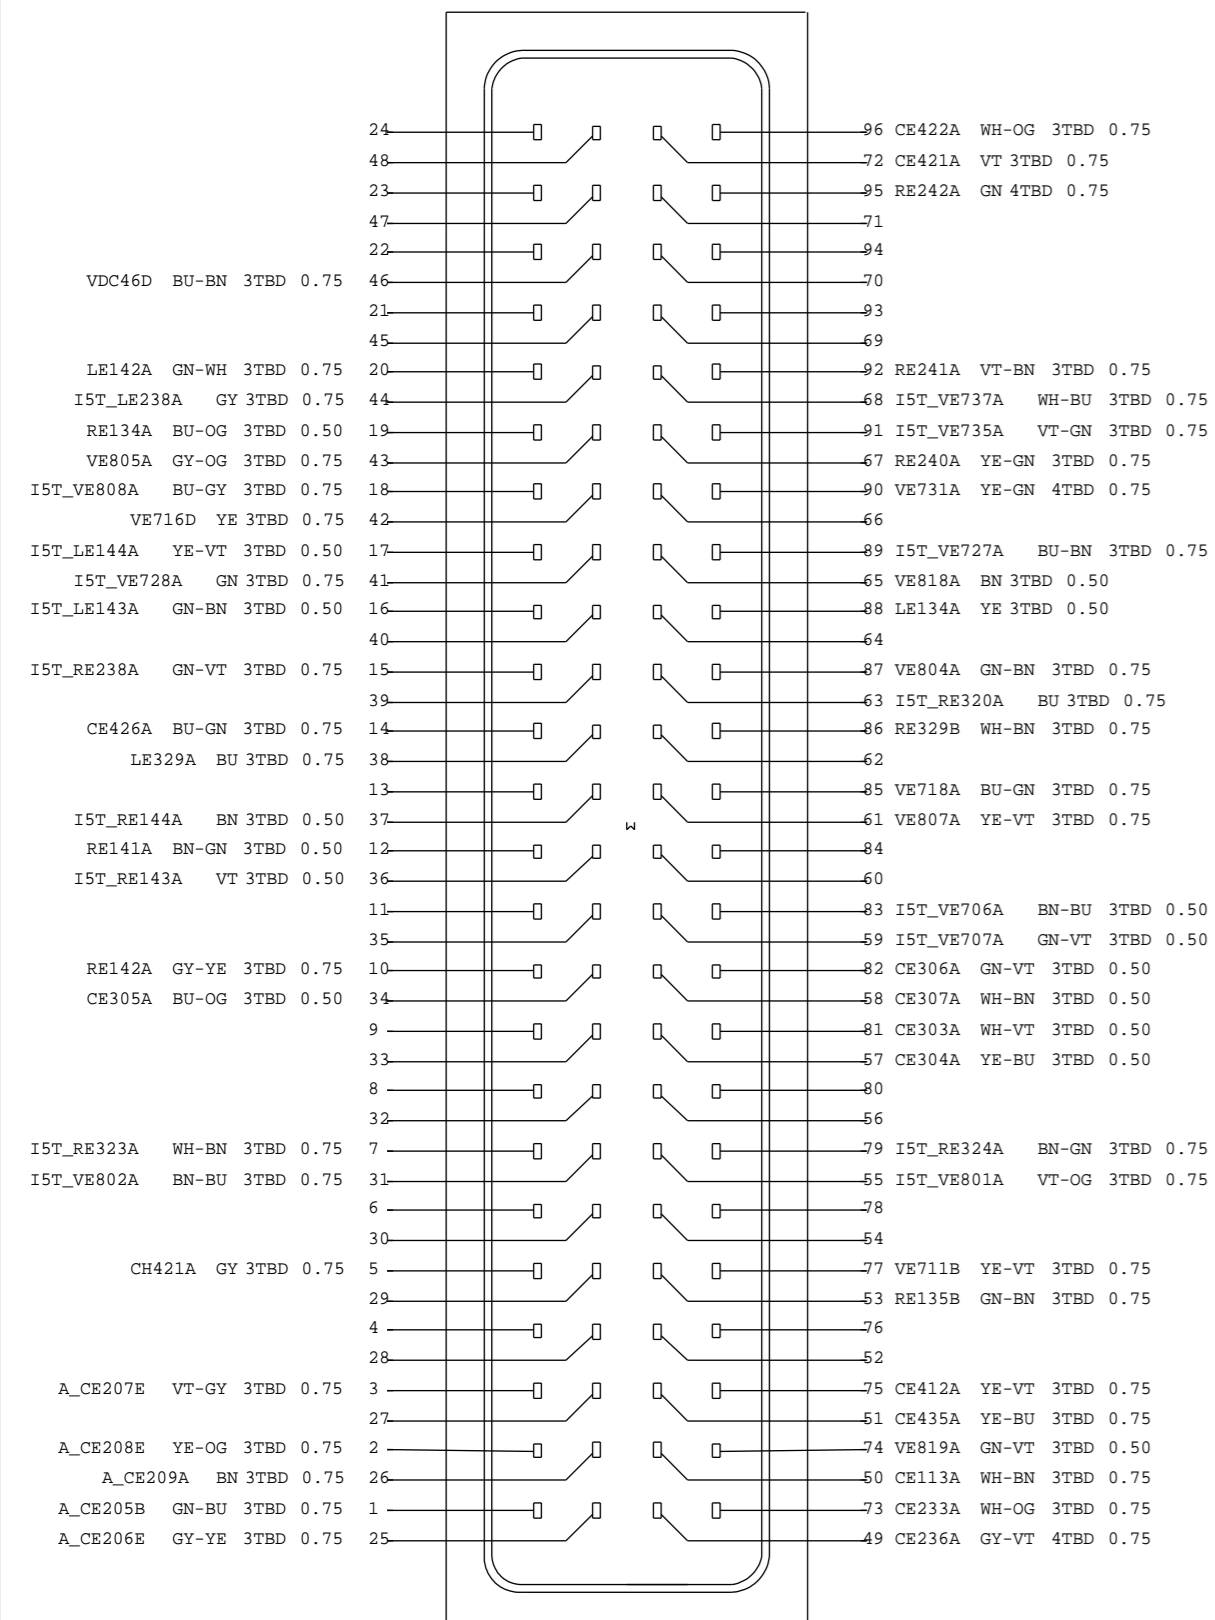 24 96 CE422A WH-OG 3TBD 0.75
48 72 CE421A VT 3TBD 0.75
23 95 RE242A GN 4TBD 0.75
47 71
22 94
VDC46D BU-BN 3TBD 0.75 46 70
21 93
45 69
LE142A GN-WH 3TBD 0.75 20 92 RE241A VT-BN 3TBD 0.75
I5T_LE238A GY 3TBD 0.75 44 68 I5T_VE737A WH-BU 3TBD 0.75
RE134A BU-OG 3TBD 0.50 19 91 I5T_VE735A VT-GN 3TBD 0.75
VE805A GY-OG 3TBD 0.75 43 67 RE240A YE-GN 3TBD 0.75
I5T_VE808A BU-GY 3TBD 0.75 18 90 VE731A YE-GN 4TBD 0.75
VE716D YE 3TBD 0.75 42 66
I5T_LE144A YE-VT 3TBD 0.50 17 89 I5T_VE727A BU-BN 3TBD 0.75
I5T_VE728A GN 3TBD 0.75 41 65 VE818A BN 3TBD 0.50
I5T_LE143A GN-BN 3TBD 0.50 16 88 LE134A YE 3TBD 0.50
40 64
I5T_RE238A GN-VT 3TBD 0.75 15 87 VE804A GN-BN 3TBD 0.75
39 63 I5T_RE320A BU 3TBD 0.75
CE426A BU-GN 3TBD 0.75 14 86 RE329B WH-BN 3TBD 0.75
LE329A BU 3TBD 0.75 38 62
13 85 VE718A BU-GN 3TBD 0.75
I5T_RE144A BN 3TBD 0.50 37 61 VE807A YE-VT 3TBD 0.75
RE141A BN-GN 3TBD 0.50 12 84
I5T_RE143A VT 3TBD 0.50 36 60
11 83 I5T_VE706A BN-BU 3TBD 0.50
35 59 I5T_VE707A GN-VT 3TBD 0.50
RE142A GY-YE 3TBD 0.75 10 82 CE306A GN-VT 3TBD 0.50
CE305A BU-OG 3TBD 0.50 34 58 CE307A WH-BN 3TBD 0.50
9 81 CE303A WH-VT 3TBD 0.50
33 57 CE304A YE-BU 3TBD 0.50
8 80
32 56
I5T_RE323A WH-BN 3TBD 0.75 7 79 I5T_RE324A BN-GN 3TBD 0.75
I5T_VE802A BN-BU 3TBD 0.75 31 55 I5T_VE801A VT-OG 3TBD 0.75
6 78
30 54
CH421A GY 3TBD 0.75 5 77 VE711B YE-VT 3TBD 0.75
29 53 RE135B GN-BN 3TBD 0.75
4 76
28 52
A_CE207E VT-GY 3TBD 0.75 3 75 CE412A YE-VT 3TBD 0.75
27 51 CE435A YE-BU 3TBD 0.75
A_CE208E YE-OG 3TBD 0.75 2 74 VE819A GN-VT 3TBD 0.50
A_CE209A BN 3TBD 0.75 26 50 CE113A WH-BN 3TBD 0.75
A_CE205B GN-BU 3TBD 0.75 1 73 CE233A WH-OG 3TBD 0.75
A_CE206E GY-YE 3TBD 0.75 25 49 CE236A GY-VT 4TBD 0.75